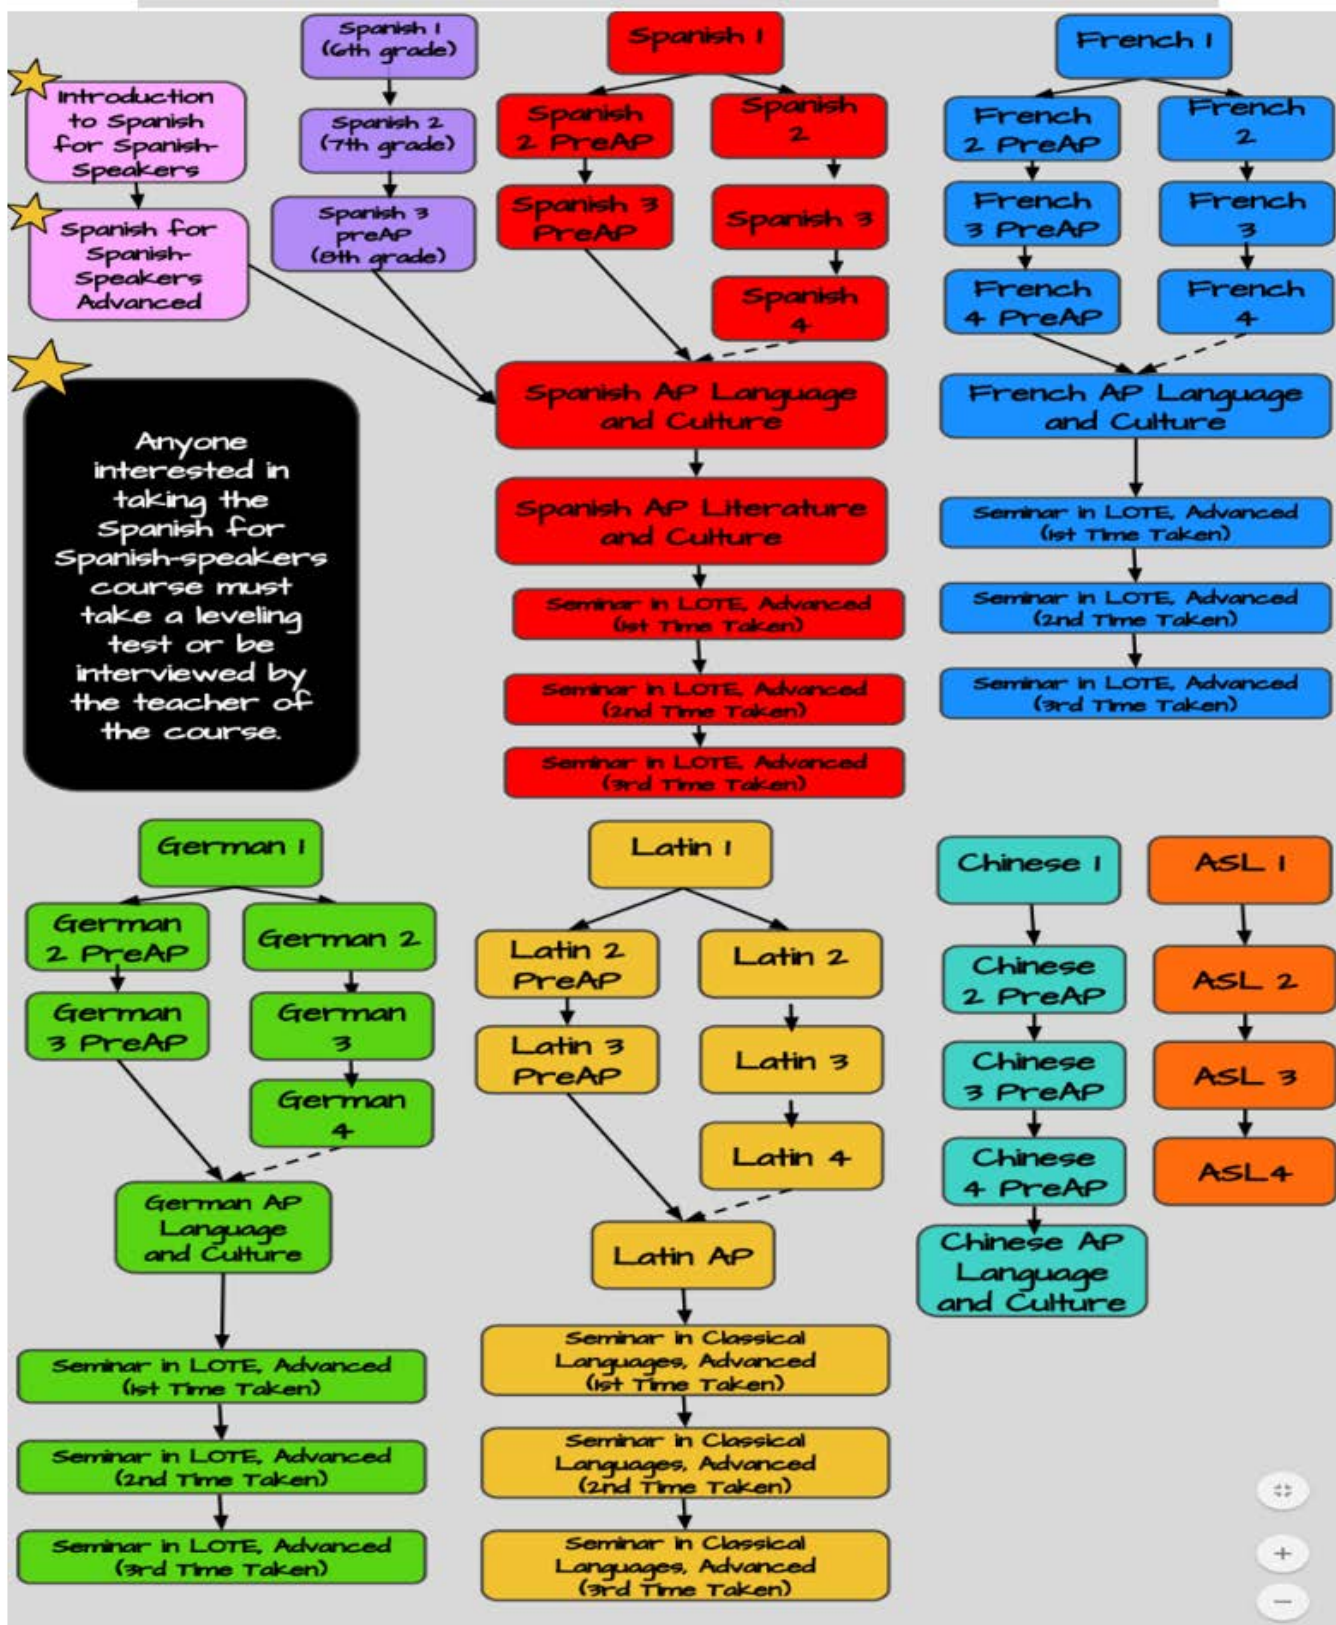 Introduction
to Spanish
for Spanish-
Speakers
Spanish for
Spanish-
Speakers
Advanced
Anyone
interested in
taking the
Spanish for
Spanish-speakers
course must
take a leveling
test or be
interviewed by
the teacher of
the course.
Spanish 1
(6th grade)
Spanish 2
(7th grade)
Spanish 3
preAP
(8th grade)
Spanish 1
Spanish
2 PreAP
Spanish
2
Spanish 3
PreAP
Spanish 3
Spanish
4
Spanish AP Language
and Culture
Spanish AP Literature
and Culture
Seminar in LOTE, Advanced
(1st Time Taken)
Seminar in LOTE, Advanced
(2nd Time Taken)
Seminar in LOTE, Advanced
(3rd Time Taken)
French 1
French
2 PreAP
French
2
French
3 PreAP
French
3
French
4 PreAP
French
4
French AP Language
and Culture
Seminar in LOTE, Advanced
(1st Time Taken)
Seminar in LOTE, Advanced
(2nd Time Taken)
Seminar in LOTE, Advanced
(3rd Time Taken)
German 1
German
2 PreAP
German 2
German
3 PreAP
German
3
German
4
German AP
Language
and Culture
Seminar in LOTE, Advanced
(1st Time Taken)
Seminar in LOTE, Advanced
(2nd Time Taken)
Seminar in LOTE, Advanced
(3rd Time Taken)
Latin 1
Latin 2
PreAP
Latin 2
Latin 3
PreAP
Latin 3
Latin 4
Latin AP
Seminar in Classical
Languages, Advanced
(1st Time Taken)
Seminar in Classical
Languages, Advanced
(2nd Time Taken)
Seminar in Classical
Languages, Advanced
(3rd Time Taken)
Chinese 1
Chinese
2 PreAP
Chinese
3 PreAP
Chinese
4 PreAP
Chinese AP
Language
and Culture
ASL 1
ASL 2
ASL 3
ASL4